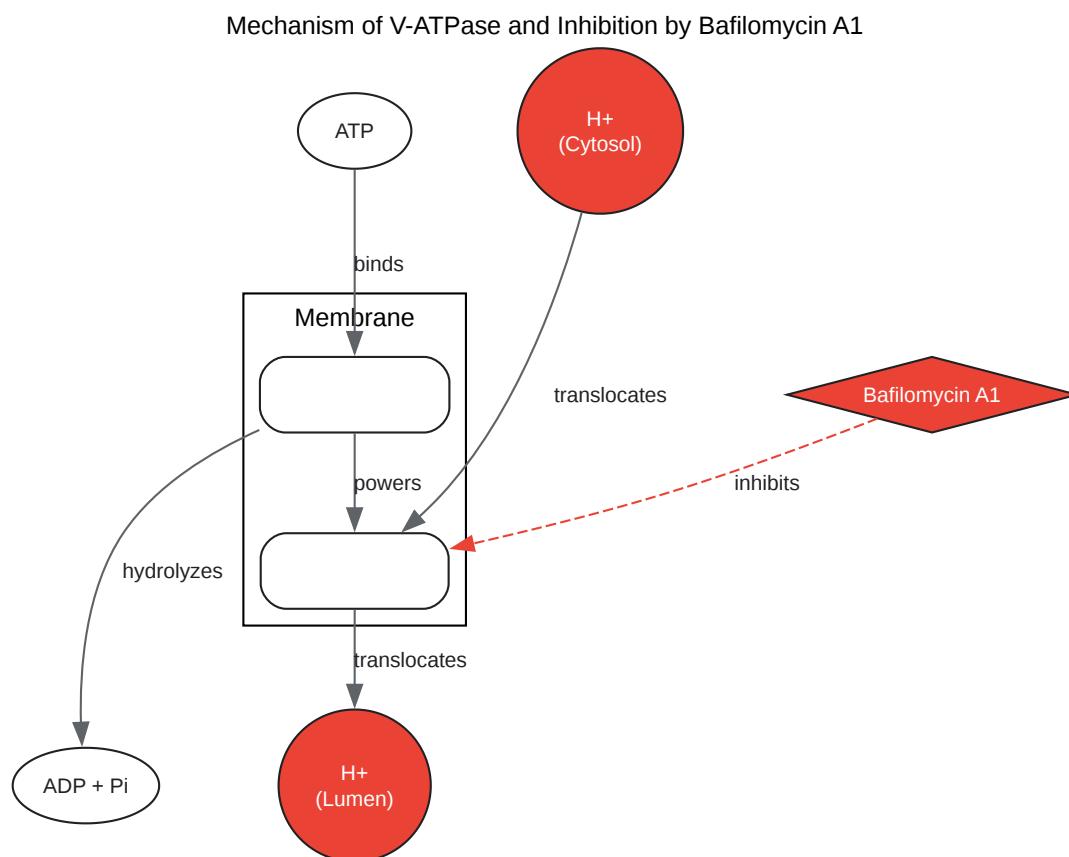 Mechanism of V-ATPase and Inhibition by Bafilomycin A1
ATP
H+
(Cytosol)
binds
Membrane
translocates
Bafilomycin A1
powers
inhibits
hydrolyzes
translocates
ADP + Pi
H+
(Lumen)